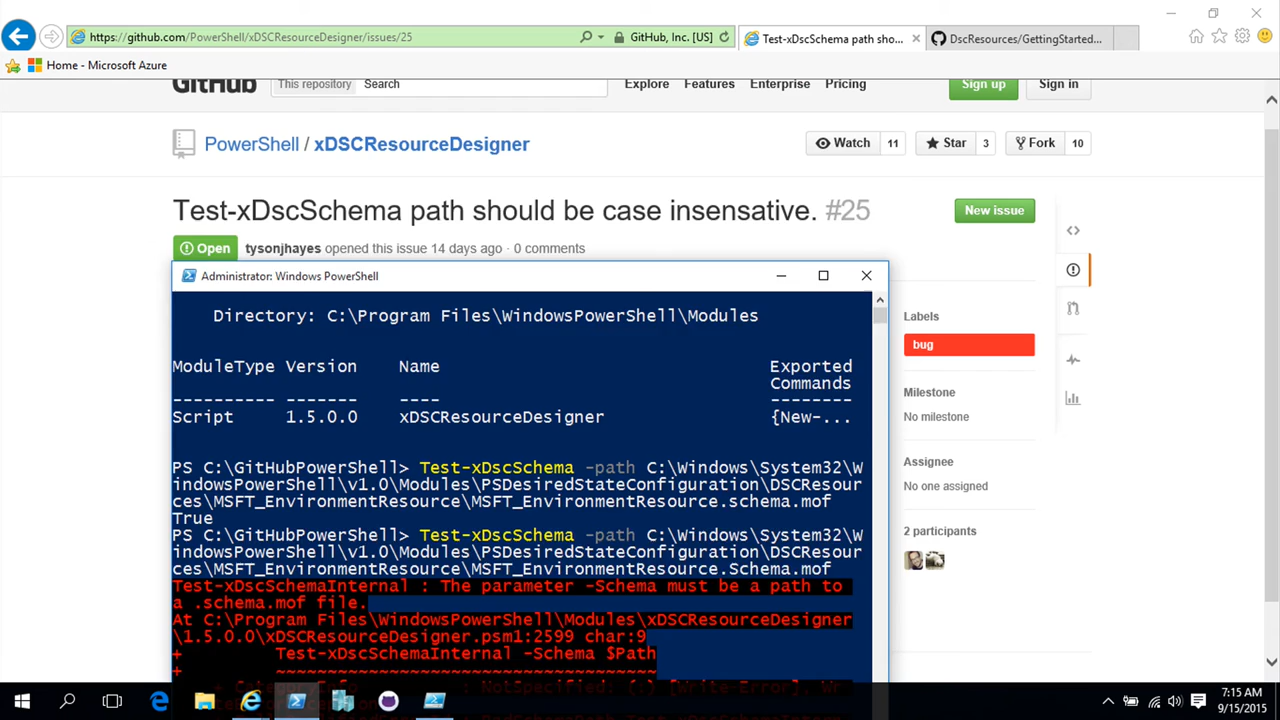 https://github.com/PowerShell/xDSCResourceDesigner/issues/25
GitHub, Inc. [US]
Test-xDscSchema path shou...
DscResources/GettingStarted...
Home - Microsoft Azure
GitHub
This repository
Search
Explore
Features
Enterprise
Pricing
Sign up
Sign in
PowerShell / xDSCResourceDesigner
Watch 11
Star 3
Fork 10
Test-xDscSchema path should be case insensative. #25
New issue
Open
tysonjhayes opened this issue 14 days ago · 0 comments
Administrator: Windows PowerShell
Directory: C:\Program Files\WindowsPowerShell\Modules
ModuleType Version Name Exported
Commands
---------- ------- ---- --------
Script 1.5.0.0 xDSCResourceDesigner {New-...
PS C:\GitHubPowerShell> Test-xDscSchema -path C:\Windows\System32\W
indowsPowerShell\v1.0\Modules\PSDesiredStateConfiguration\DSCResour
ces\MSFT_EnvironmentResource\MSFT_EnvironmentResource.schema.mof
True
PS C:\GitHubPowerShell> Test-xDscSchema -path C:\Windows\System32\W
indowsPowerShell\v1.0\Modules\PSDesiredStateConfiguration\DSCResour
ces\MSFT_EnvironmentResource\MSFT_EnvironmentResource.Schema.mof
Test-xDscSchemaInternal : The parameter -Schema must be a path to
a .schema.mof file.
At C:\Program Files\WindowsPowerShell\Modules\xDSCResourceDesigner
\1.5.0.0\xDSCResourceDesigner.psm1:2599 char:9
+ Test-xDscSchemaInternal -Schema $Path
+ ~~~~~~~~~~~~~~~~~~~~~~~~~~~~~~~~~~~~~
+ CategoryInfo : NotSpecified: (:) [Write-Error], Wr
Labels
bug
Milestone
No milestone
Assignee
No one assigned
2 participants
7:15 AM
9/15/2015